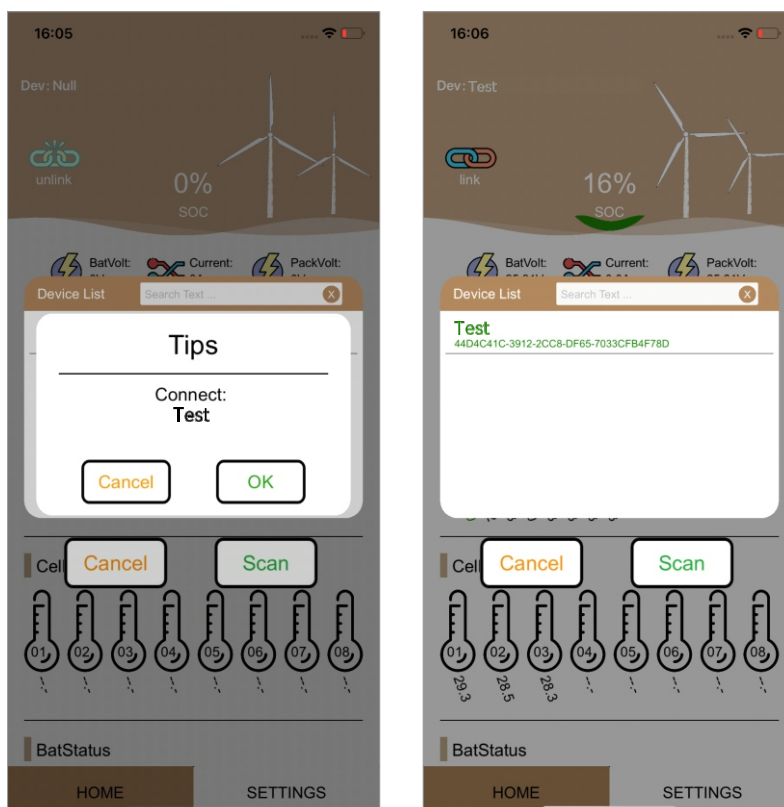 16:05
Dev: Null
unlink
0%
SOC
BatVolt:
Current:
PackVolt:
Device List
Search Text ...
X
Tips
Connect:
Test
Cancel
OK
Cell
Cancel
Scan
01
02
03
04
05
06
07
08
--.-
--.-
--.-
--.-
--.-
--.-
--.-
--.-
BatStatus
HOME
SETTINGS
16:06
Dev: Test
link
16%
SOC
BatVolt:
Current:
PackVolt:
Device List
Search Text ...
X
Test
44D4C41C-3912-2CC8-DF65-7033CFB4F78D
Cell
Cancel
Scan
01
02
03
04
05
06
07
08
29.3
28.5
28.3
--.-
--.-
--.-
--.-
--.-
BatStatus
HOME
SETTINGS